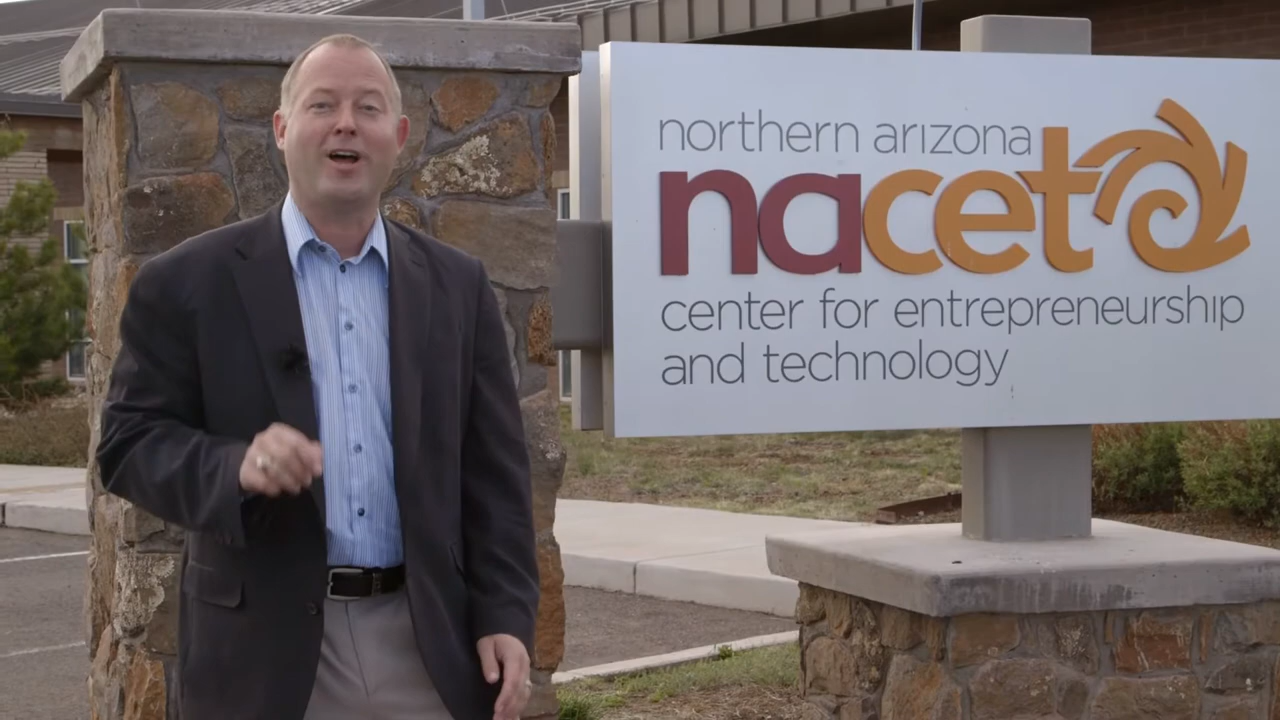 northern arizona
nacet
center for entrepreneurship
and technology